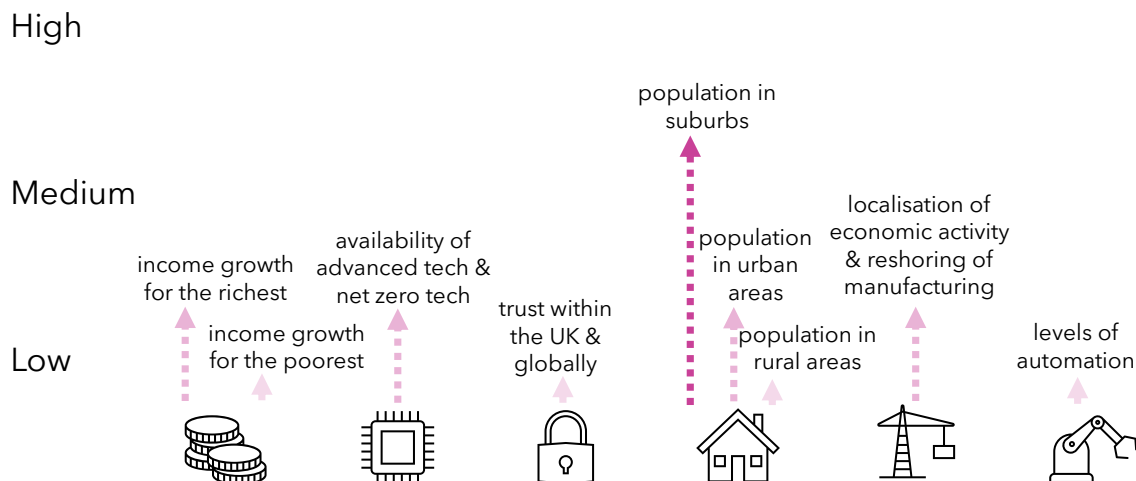 High
population in
suburbs
Medium
localisation of
economic activity
& reshoring of
manufacturing
availability of
advanced tech &
net zero tech
population
in urban
areas
income growth
for the richest
trust within
the UK &
globally
income growth
for the poorest
population in
rural areas
levels of
automation
Low